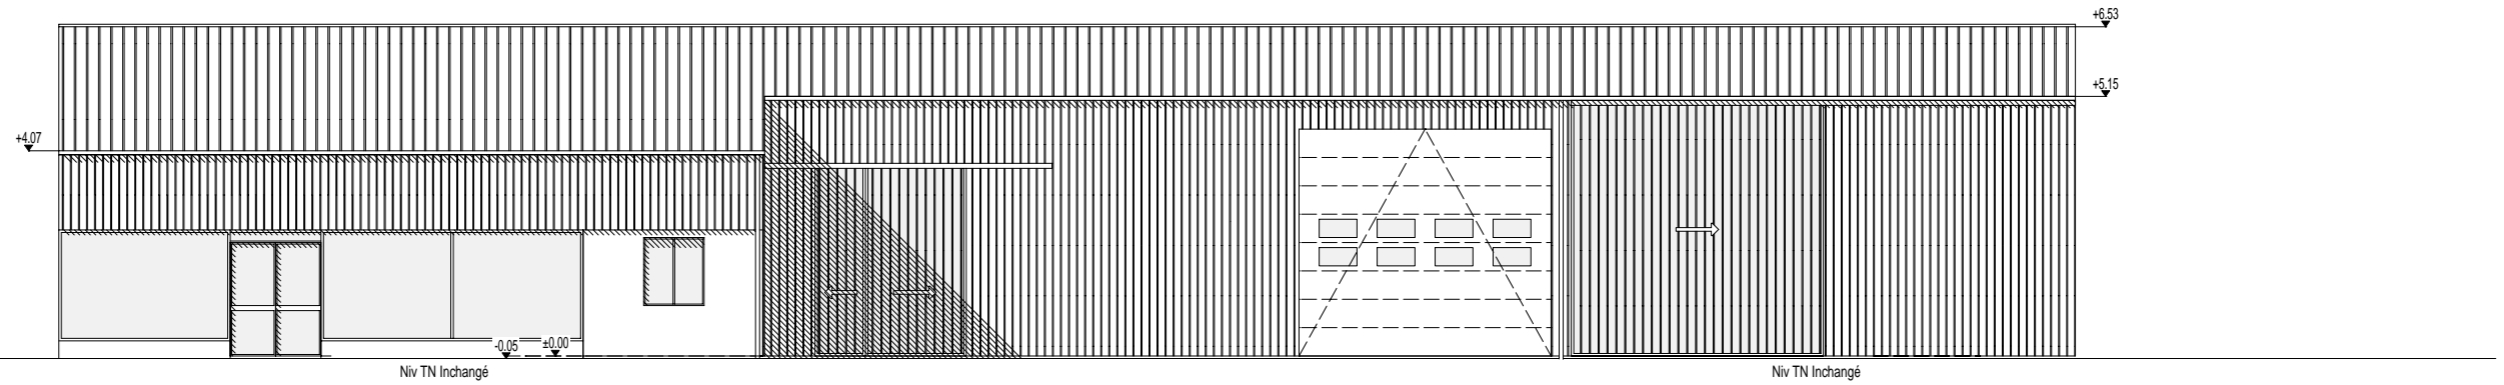 +6.53
+5.15
+4.07
-0.05
±0.00
Niv TN Inchangé
Niv TN Inchangé